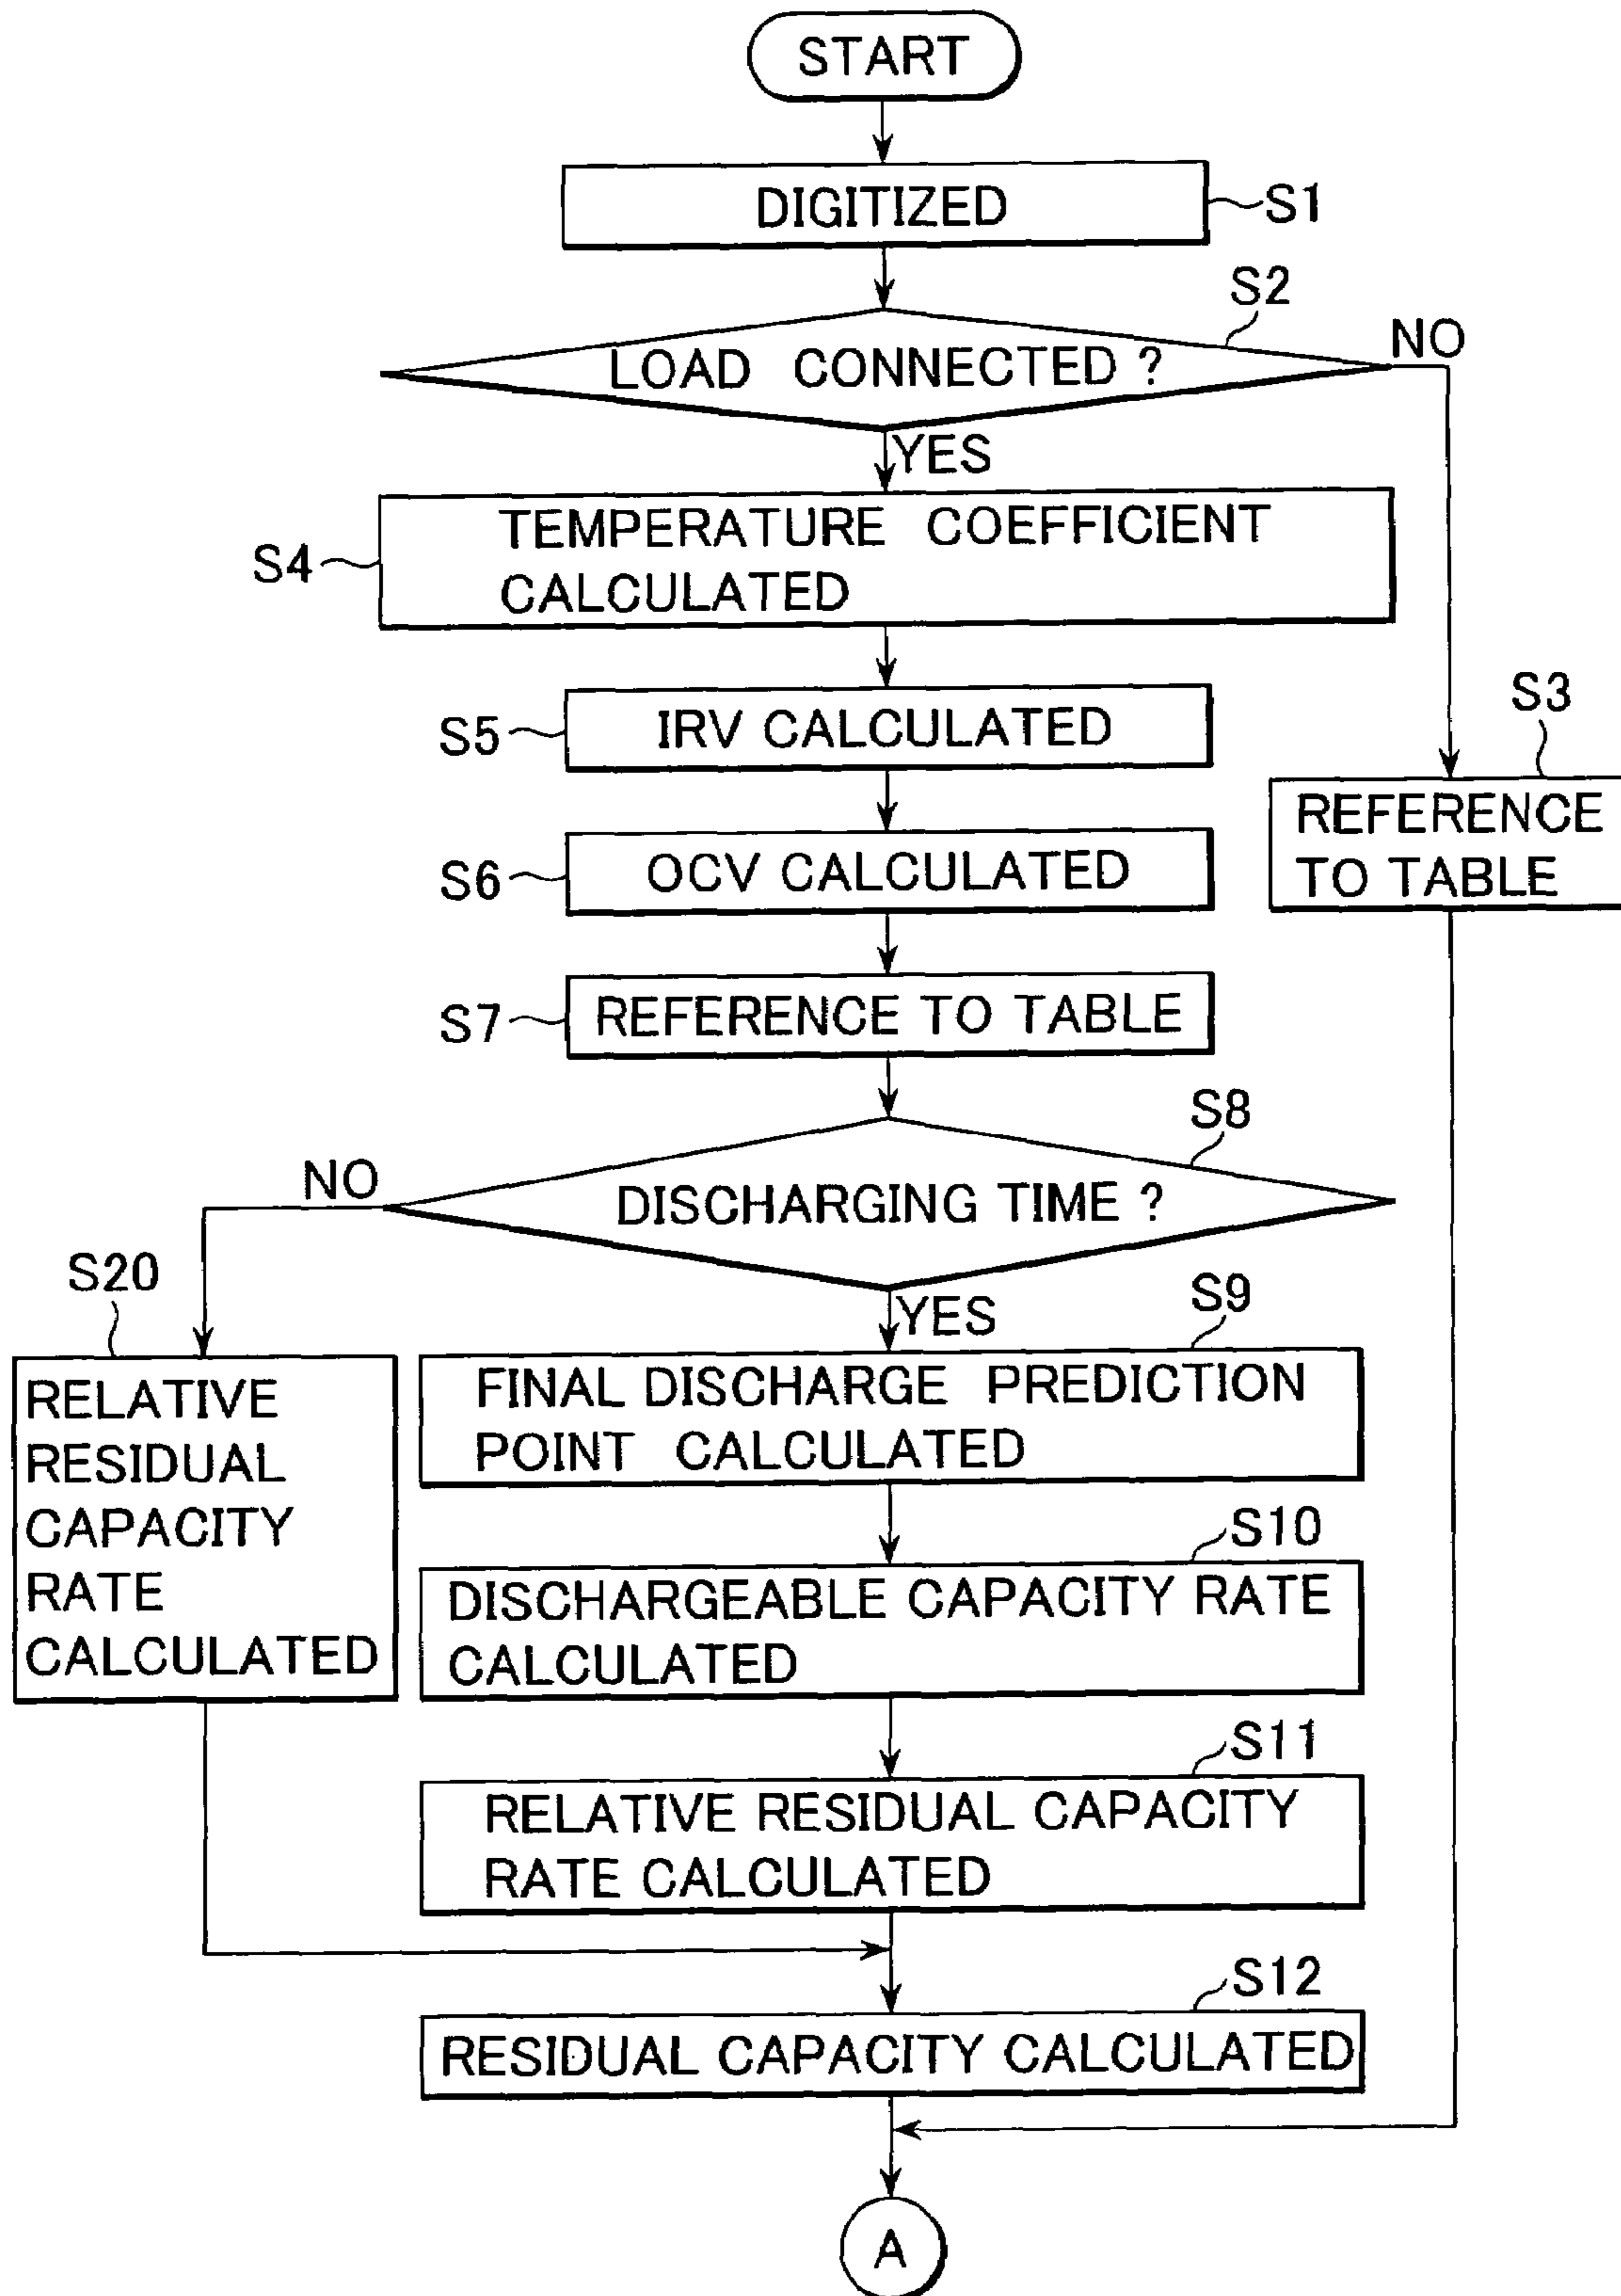 START
DIGITIZED
S1
S2
LOAD CONNECTED ?
NO
YES
S4
TEMPERATURE COEFFICIENT
CALCULATED
S5
IRV CALCULATED
S3
REFERENCE
TO TABLE
S6
OCV CALCULATED
S7
REFERENCE TO TABLE
S8
NO
DISCHARGING TIME ?
YES
S20
RELATIVE
RESIDUAL
CAPACITY
RATE
CALCULATED
S9
FINAL DISCHARGE PREDICTION
POINT CALCULATED
S10
DISCHARGEABLE CAPACITY RATE
CALCULATED
S11
RELATIVE RESIDUAL CAPACITY
RATE CALCULATED
S12
RESIDUAL CAPACITY CALCULATED
A